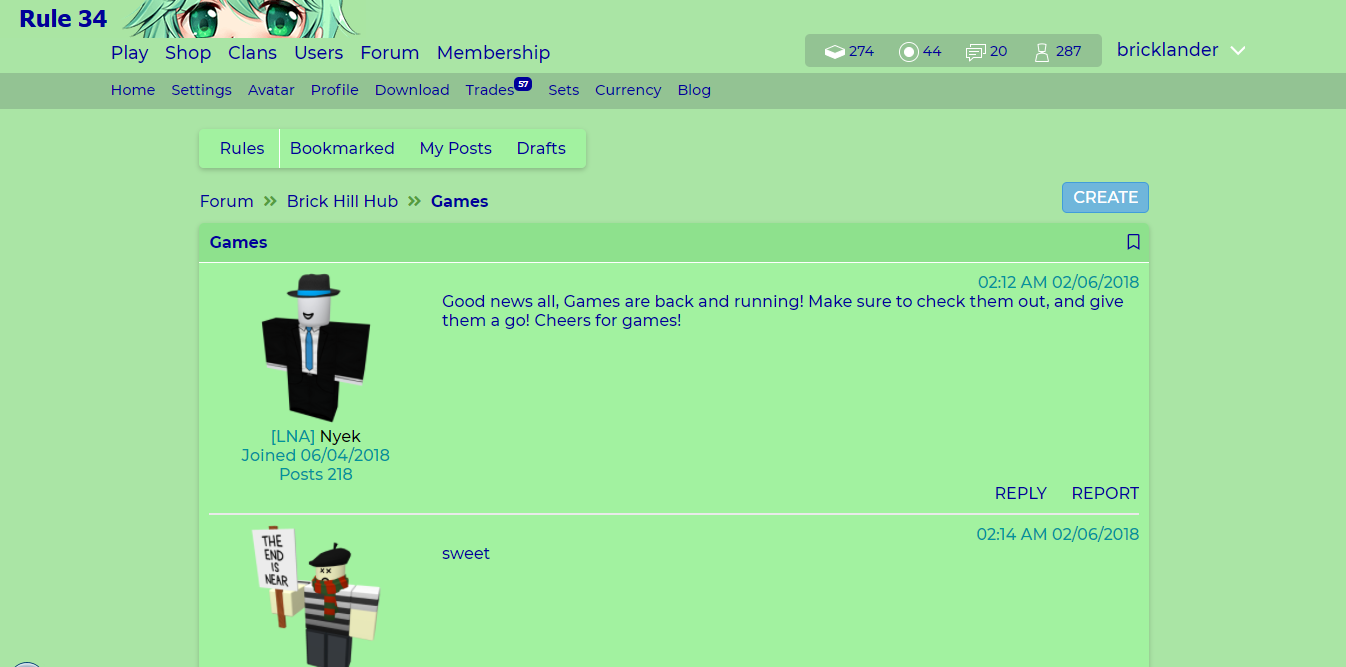 Rule 34
Play Shop Clans Users Forum Membership
274 44 20 287 bricklander
Home Settings Avatar Profile Download Trades 57 Sets Currency Blog
Rules Bookmarked My Posts Drafts
Forum » Brick Hill Hub » Games
CREATE
Games
02:12 AM 02/06/2018
Good news all, Games are back and running! Make sure to check them out, and give
them a go! Cheers for games!
[LNA] Nyek
Joined 06/04/2018
Posts 218
REPLY REPORT
02:14 AM 02/06/2018
THE
END
IS
NEAR
sweet